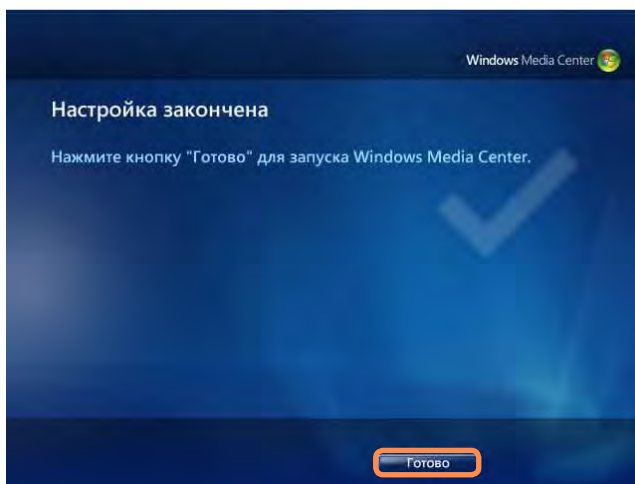 Windows Media Center
Настройка закончена
Нажмите кнопку "Готово" для запуска Windows Media Center.
Готово